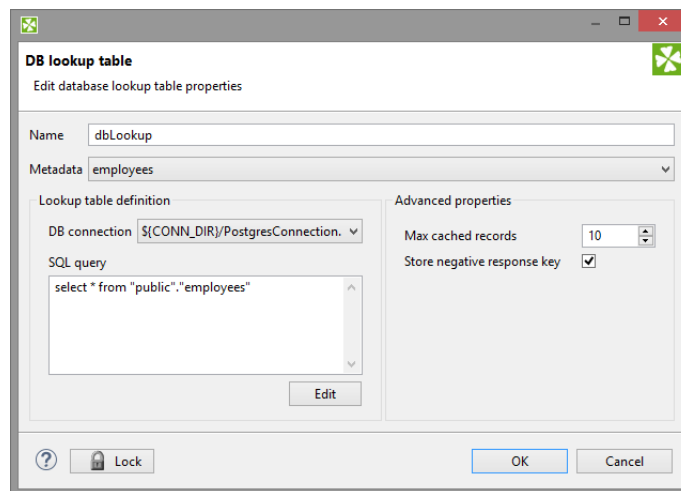 DB lookup table
Edit database lookup table properties
Name dbLookup
Metadata employees
Lookup table definition
DB connection ${CONN_DIR}/PostgresConnection.
SQL query
select * from "public"."employees"
Edit
Advanced properties
Max cached records 10
Store negative response key
? Lock OK Cancel